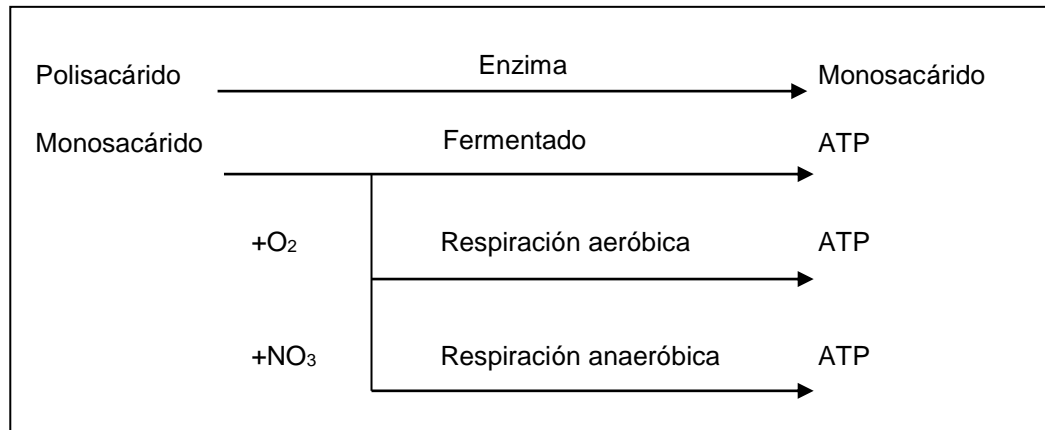 Polisacárido Enzima Monosacárido
Monosacárido Fermentado ATP
+O2 Respiración aeróbica ATP
+NO3 Respiración anaeróbica ATP